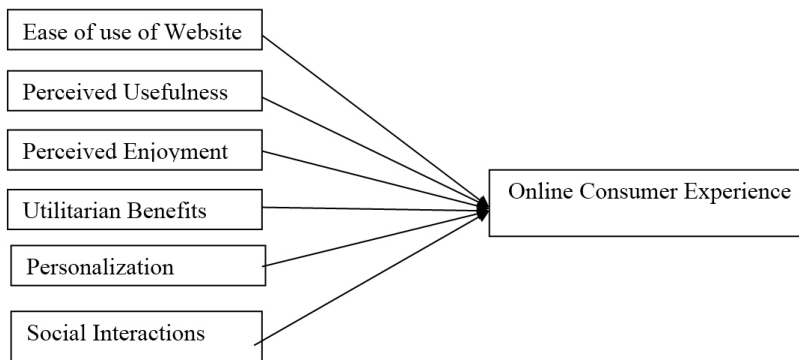 Ease of use of Website
Perceived Usefulness
Perceived Enjoyment
Utilitarian Benefits
Personalization
Social Interactions
Online Consumer Experience